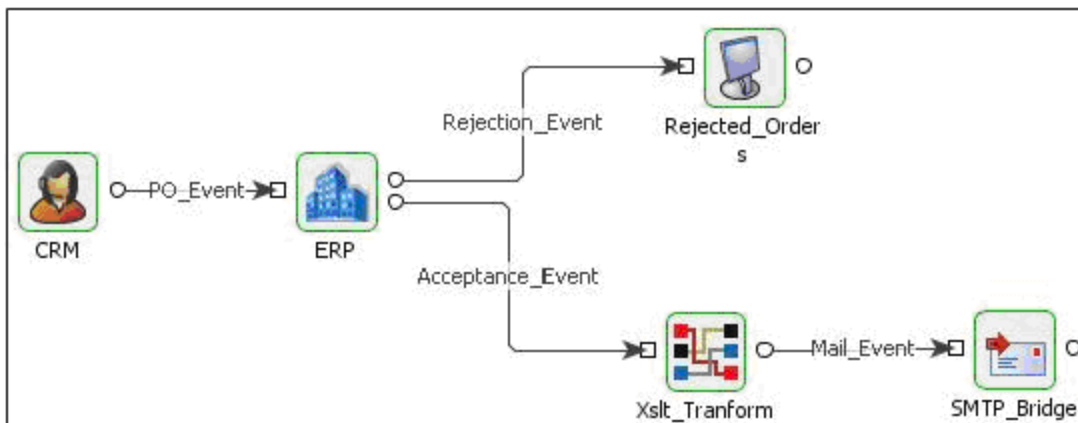 Rejection_Event
Rejected_Order
s
PO_Event
CRM
ERP
Acceptance_Event
Mail_Event
Xslt_Tranform
SMTP_Bridge